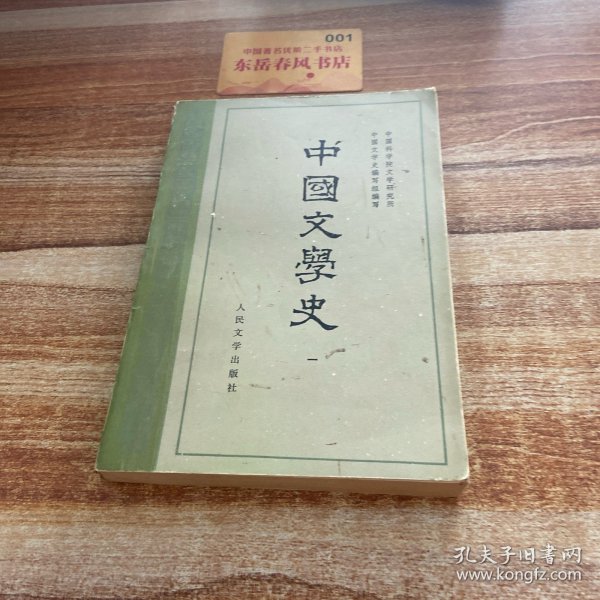 001
中国著名优质二手书店
东岳春风书店
中国科学院文学研究所
中国文学史编写组编写
中國文學史
一
人民文学出版社
孔夫子旧书网
www.kongfz.com